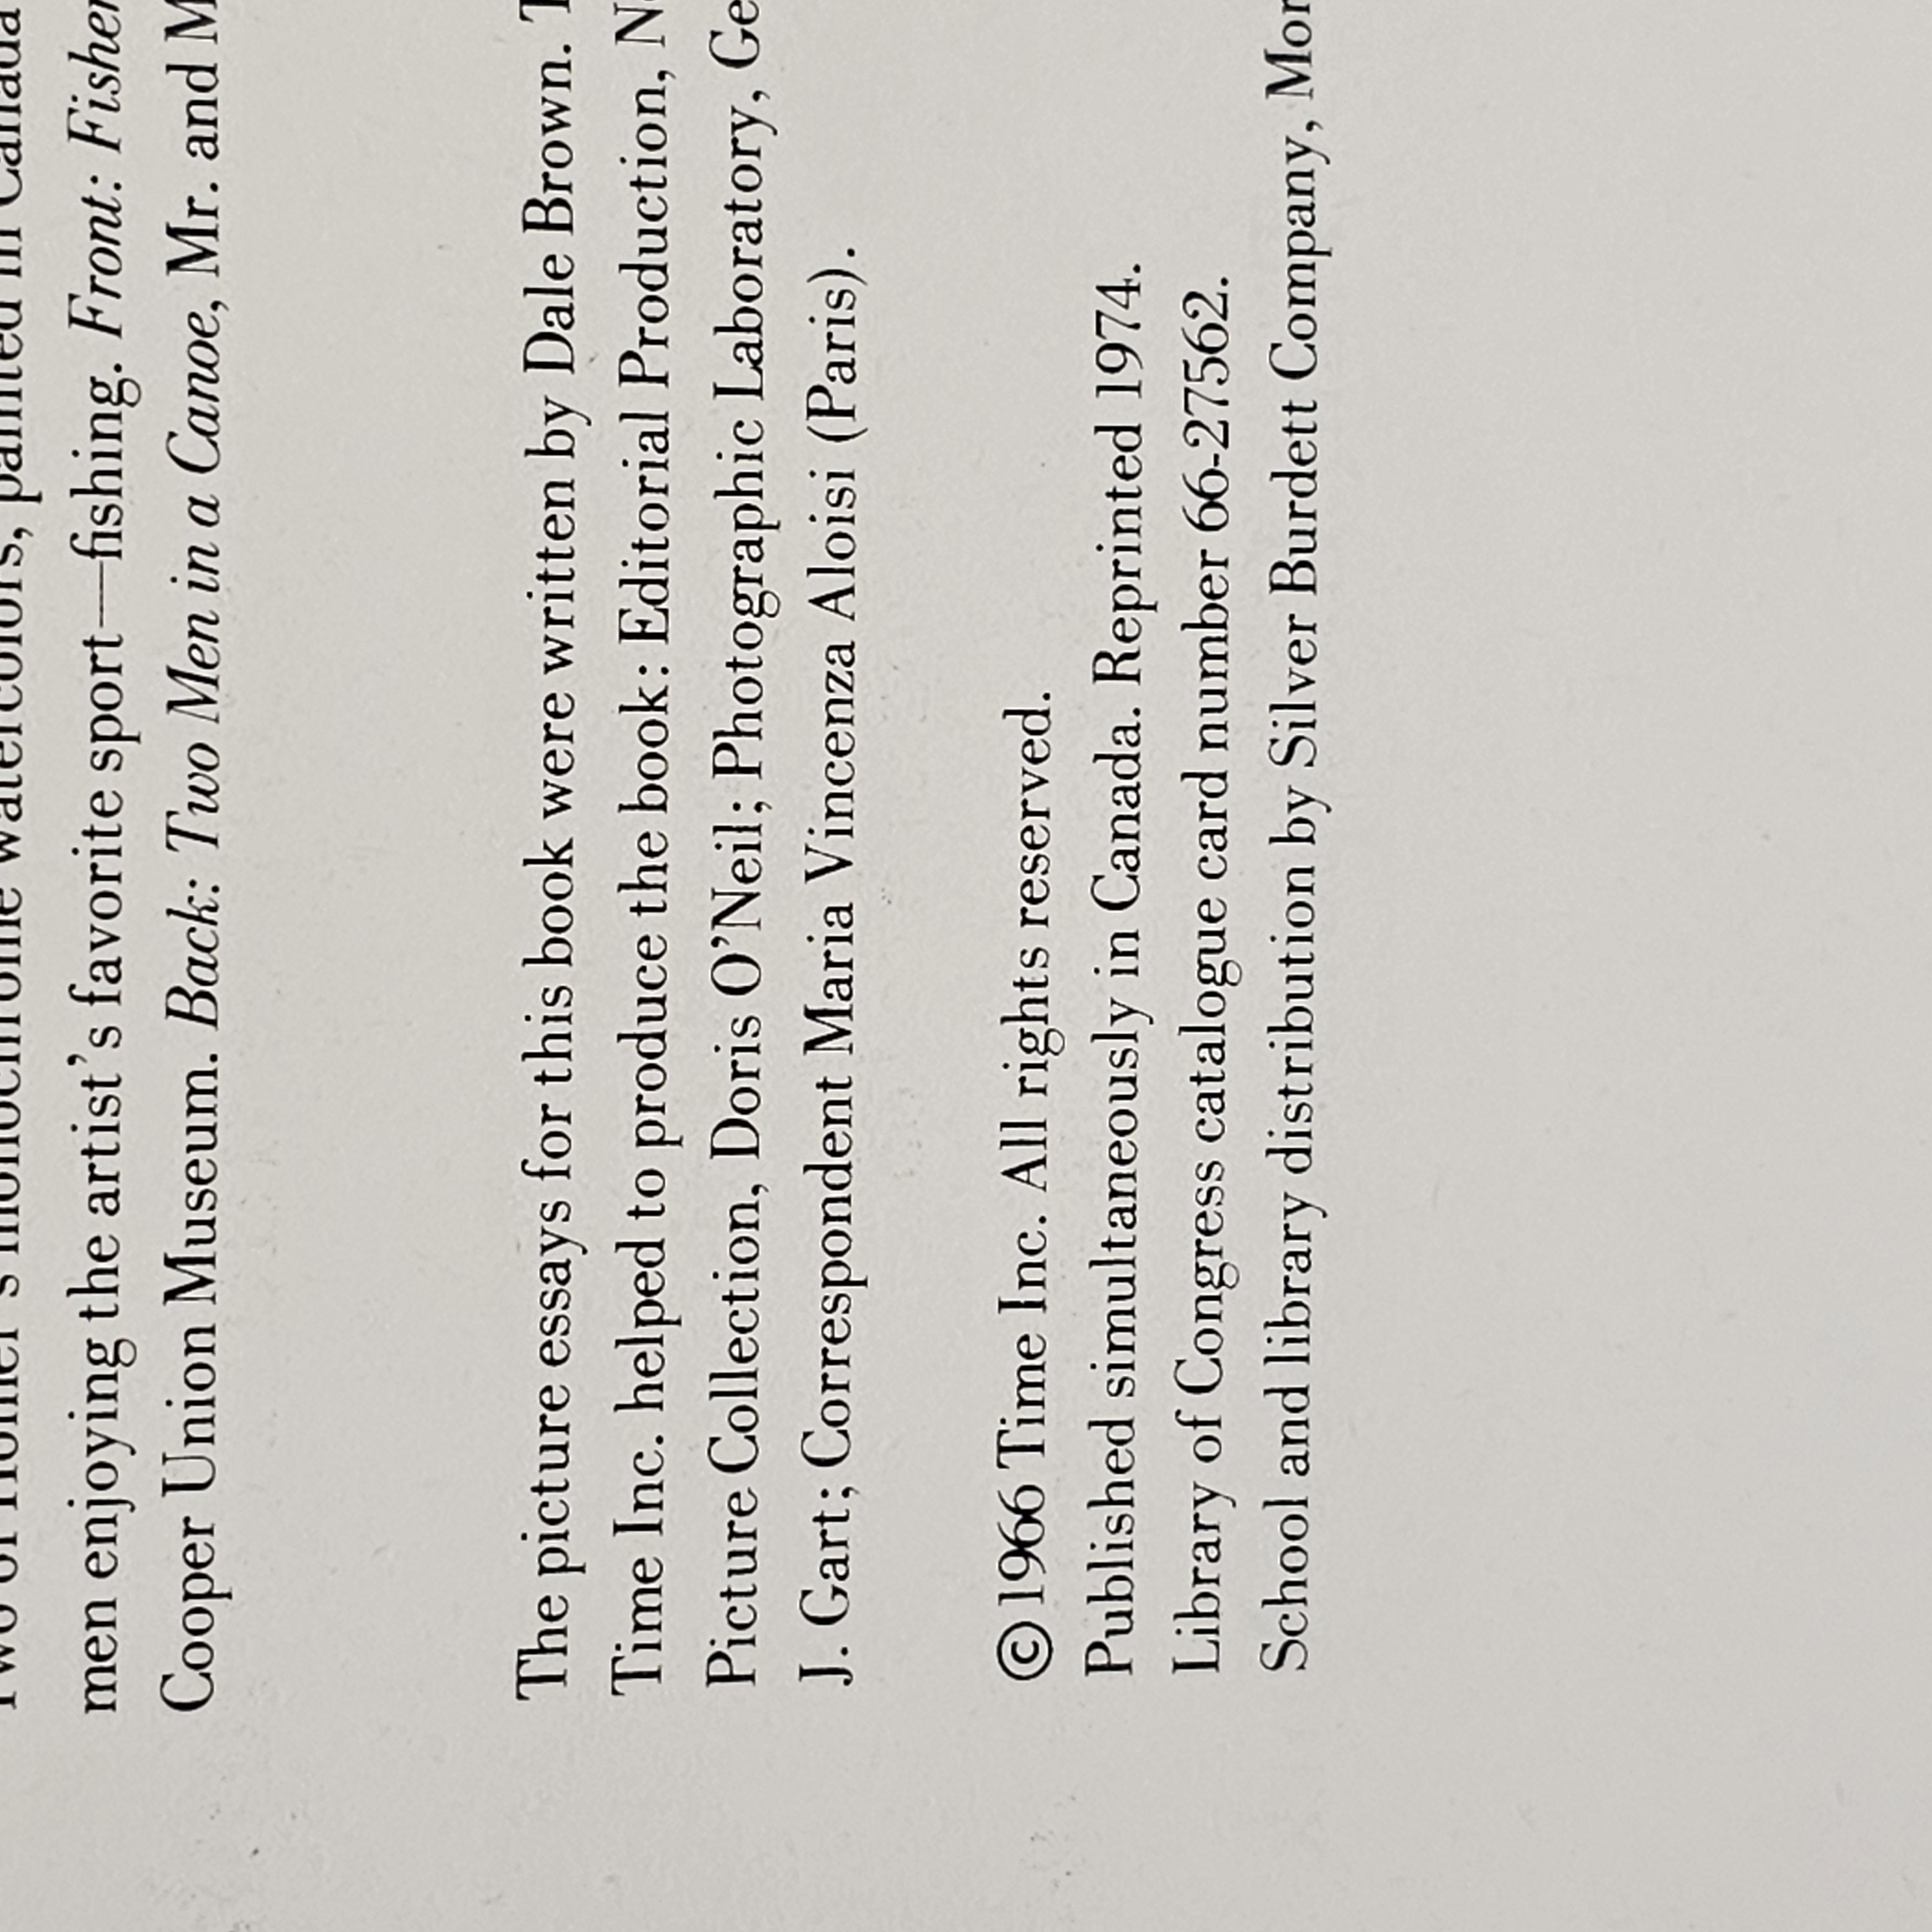 Two of Homer's monochrome watercolors, painted in Canada
men enjoying the artist's favorite sport—fishing. Front:
Cooper Union Museum. Back: Two Men in a Canoe, Mr. and
The picture essays for this book were written by Dale Brown.
Time Inc. helped to produce the book: Editorial Production,
Picture Collection, Doris O'Neil; Photographic Laboratory,
J. Gart; Correspondent Maria Vincenza Aloisi (Paris).
©1966 Time Inc. All rights reserved.
Published simultaneously in Canada. Reprinted 1974.
Library of Congress catalogue card number 66-27562.
School and library distribution by Silver Burdett Company,